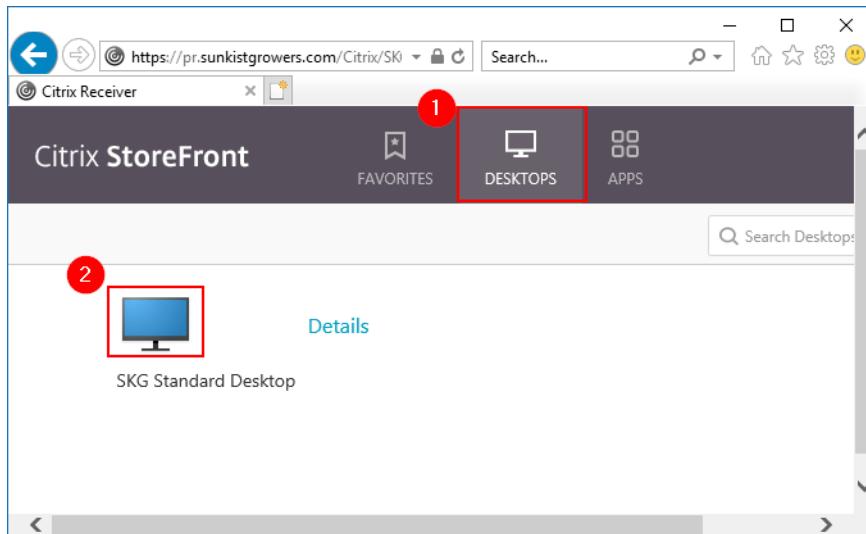 https://pr.sunkistgrowers.com/Citrix/SK
Search...
Citrix Receiver
1
Citrix StoreFront
FAVORITES
DESKTOPS
APPS
Search Desktops
2
Details
SKG Standard Desktop